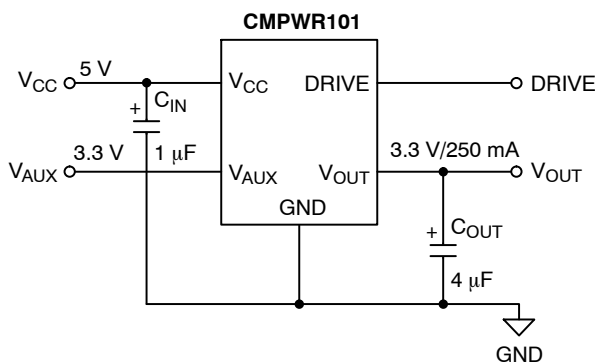 CMPWR101
VCC 5 V VCC DRIVE DRIVE
+ CIN
1 μF
VAUX 3.3 V VAUX VOUT 3.3 V/250 mA VOUT
GND
+ COUT
4 μF
GND